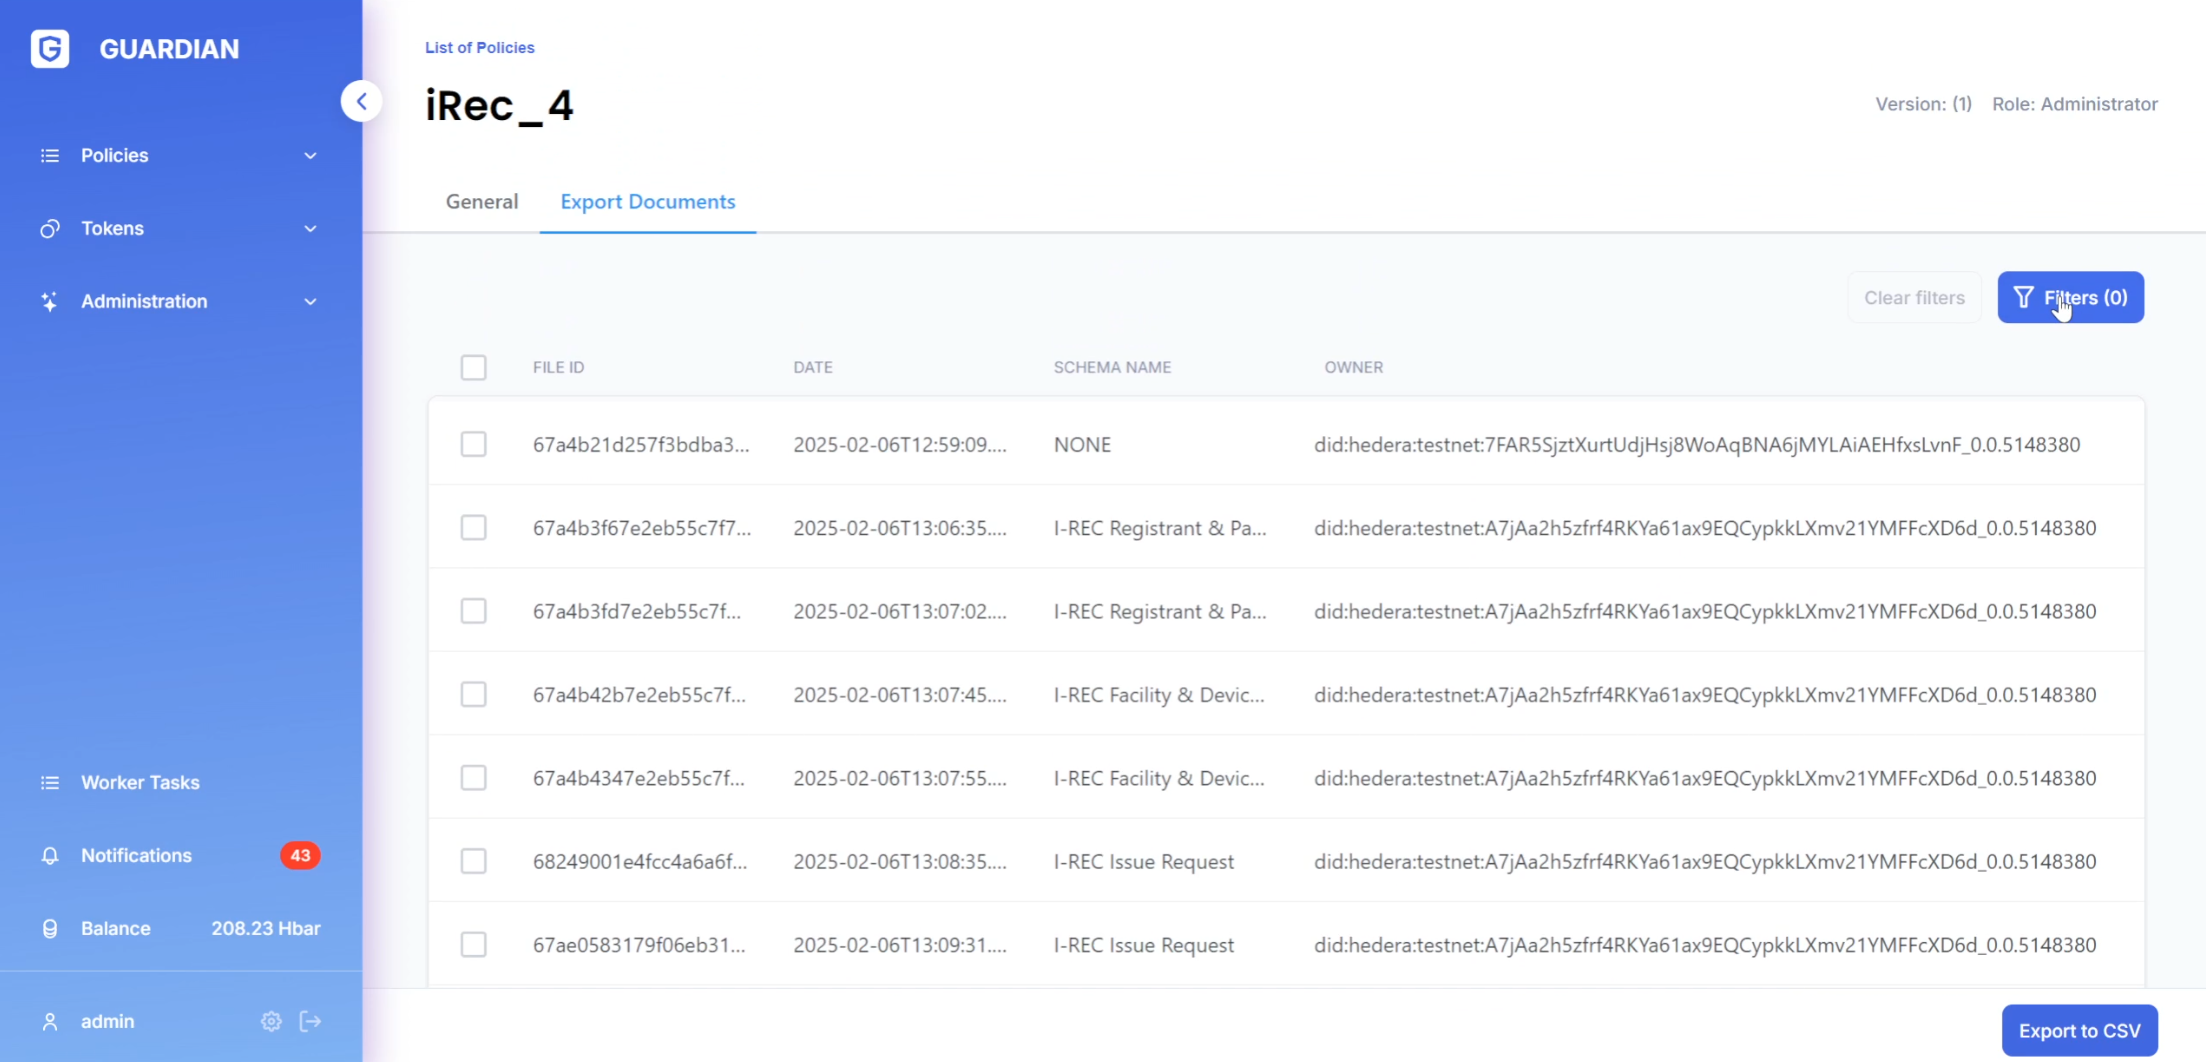 GUARDIAN
Policies
Tokens
Administration
Worker Tasks
Notifications 43
Balance 208.23 Hbar
admin
List of Policies
iRec_4
Version: (1) Role: Administrator
General Export Documents
Clear filters Filters (0)
FILE ID DATE SCHEMA NAME OWNER
67a4b21d257f3bdba3... 2025-02-06T12:59:09.... NONE did:hedera:testnet:7FAR5SjztXurtUdjHsj8WoAqBNA6jMYLAiAEHfxsLvnF_0.0.5148380
67a4b3f67e2eb55c7f7... 2025-02-06T13:06:35.... I-REC Registrant & Pa... did:hedera:testnet:A7jAa2h5zfrf4RKYa61ax9EQCypkkLXmv21YMFFcXD6d_0.0.5148380
67a4b3fd7e2eb55c7f... 2025-02-06T13:07:02.... I-REC Registrant & Pa... did:hedera:testnet:A7jAa2h5zfrf4RKYa61ax9EQCypkkLXmv21YMFFcXD6d_0.0.5148380
67a4b42b7e2eb55c7f... 2025-02-06T13:07:45.... I-REC Facility & Devic... did:hedera:testnet:A7jAa2h5zfrf4RKYa61ax9EQCypkkLXmv21YMFFcXD6d_0.0.5148380
67a4b4347e2eb55c7f... 2025-02-06T13:07:55.... I-REC Facility & Devic... did:hedera:testnet:A7jAa2h5zfrf4RKYa61ax9EQCypkkLXmv21YMFFcXD6d_0.0.5148380
68249001e4fcc4a6a6f... 2025-02-06T13:08:35.... I-REC Issue Request did:hedera:testnet:A7jAa2h5zfrf4RKYa61ax9EQCypkkLXmv21YMFFcXD6d_0.0.5148380
67ae0583179f06eb31... 2025-02-06T13:09:31.... I-REC Issue Request did:hedera:testnet:A7jAa2h5zfrf4RKYa61ax9EQCypkkLXmv21YMFFcXD6d_0.0.5148380
Export to CSV